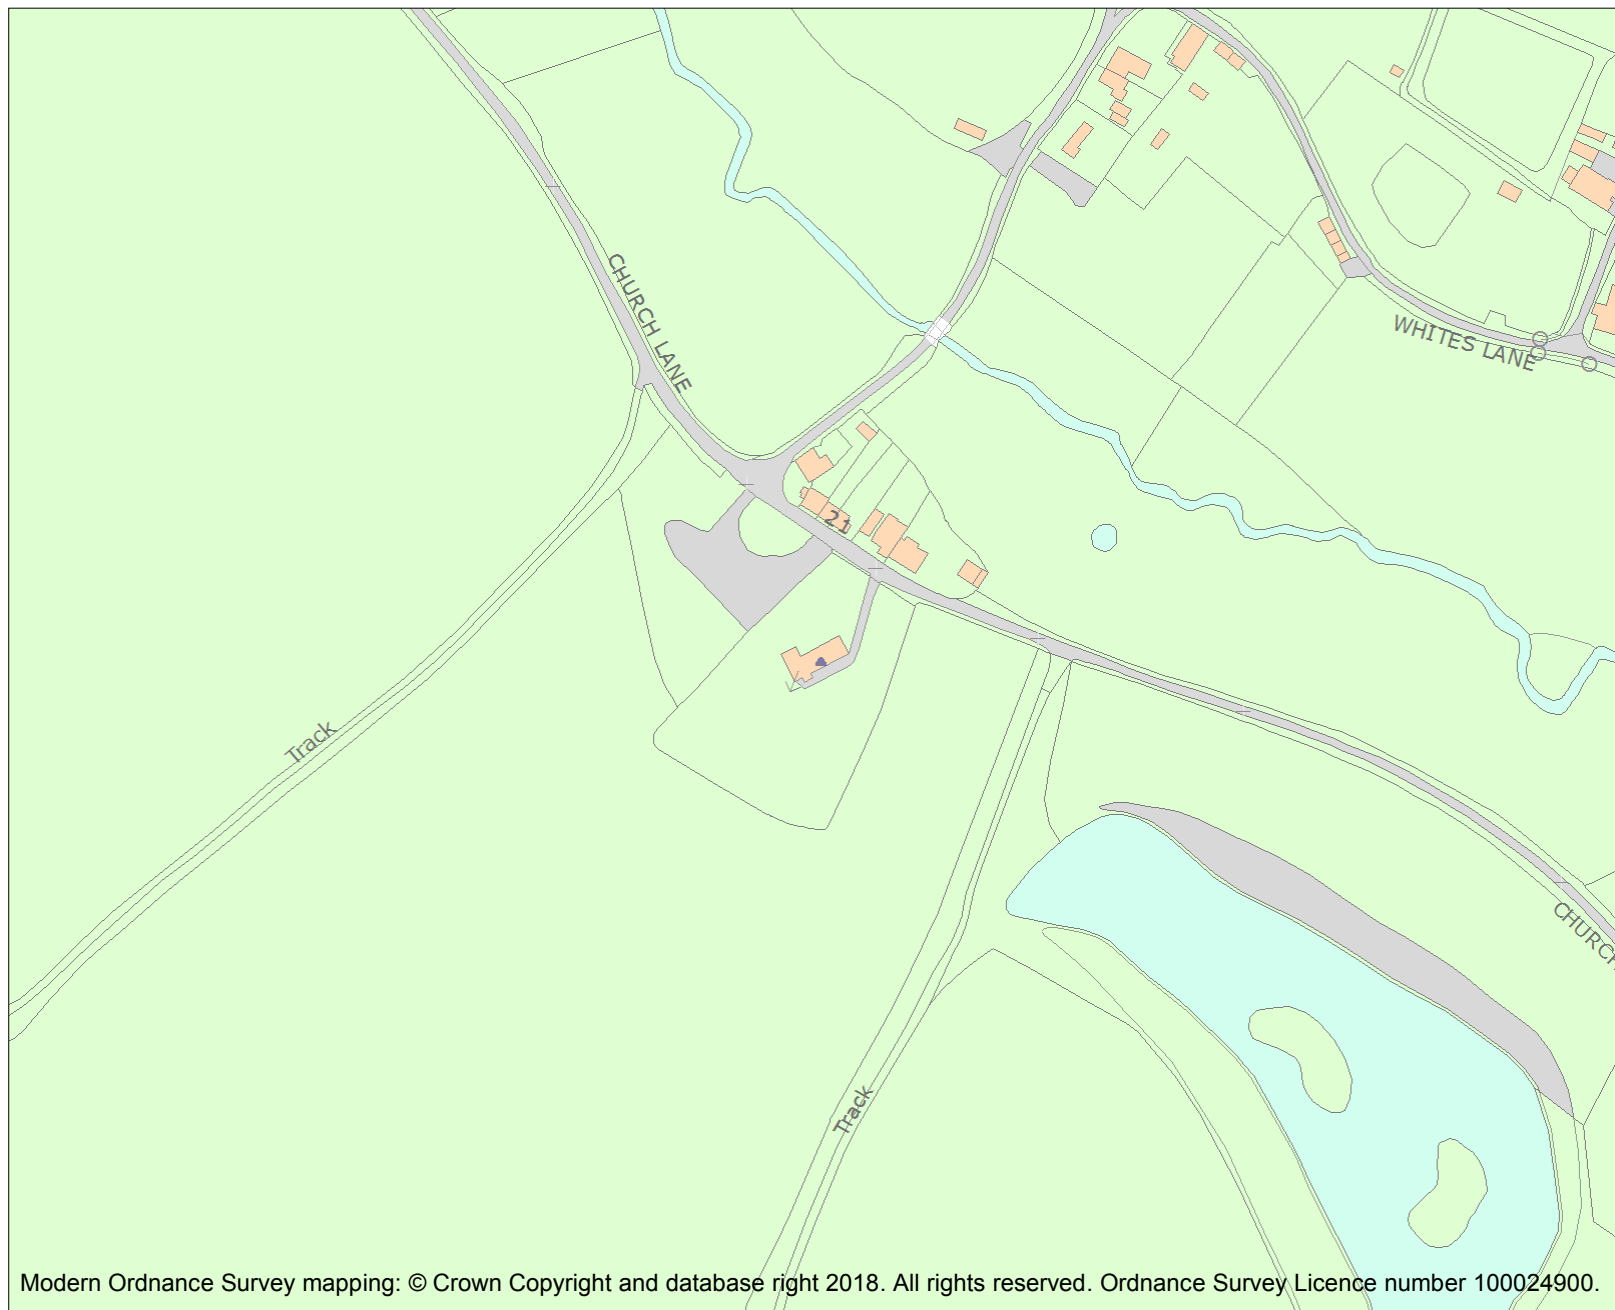 CHURCH LANE
WHITES LANE
21
Track
CHURCH
Track
Modern Ordnance Survey mapping: © Crown Copyright and database right 2018. All rights reserved. Ordnance Survey Licence number 100024900.